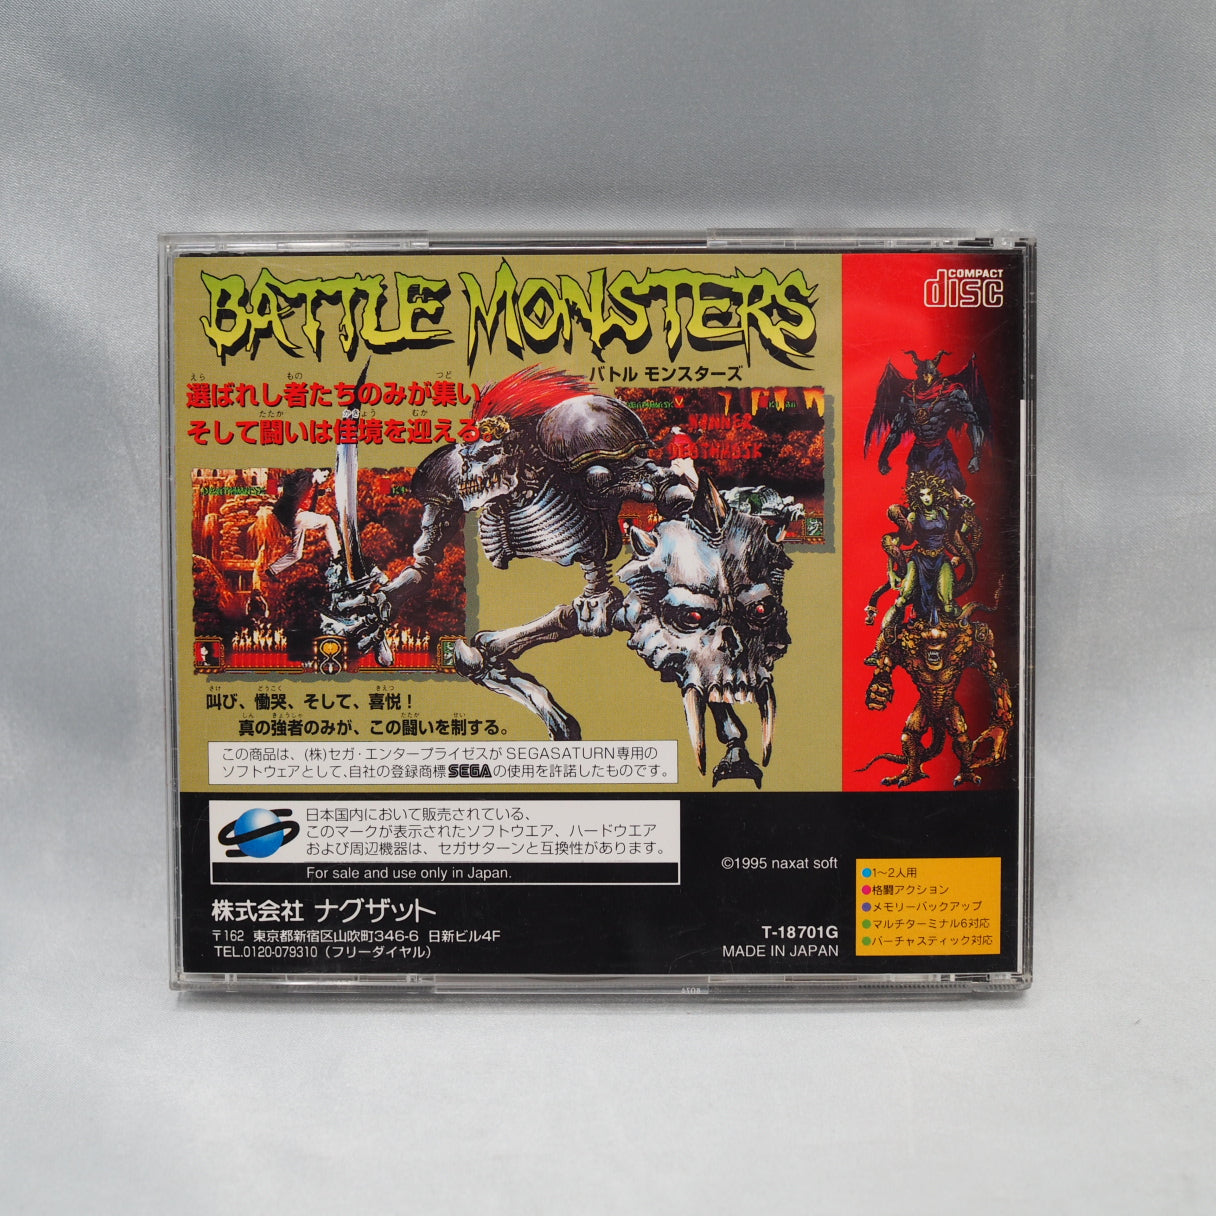 BATTLE MONSTERS
COMPACT
disc
バトル モンスターズ
選ばれし者たちのみが集い
そして闘いは佳境を迎える。
WINNER
DEATHMASK
DEATHMASK
叫び、慟哭、そして、喜悦!
真の強者のみが、この闘いを制する。
この商品は、(株)セガ・エンタープライゼスがSEGASATURN専用の
ソフトウェアとして、自社の登録商標SEGAの使用を許諾したものです。
日本国内において販売されている、
このマークが表示されたソフトウエア、ハードウエア
および周辺機器は、セガサターンと互換性があります。
For sale and use only in Japan.
©1995 naxat soft
●1〜2人用
●格闘アクション
●メモリーバックアップ
●マルチターミナル6対応
●バーチャスティック対応
株式会社 ナグザット
〒162 東京都新宿区山吹町346-6 日新ビル4F
TEL.0120-079310(フリーダイヤル)
T-18701G
MADE IN JAPAN